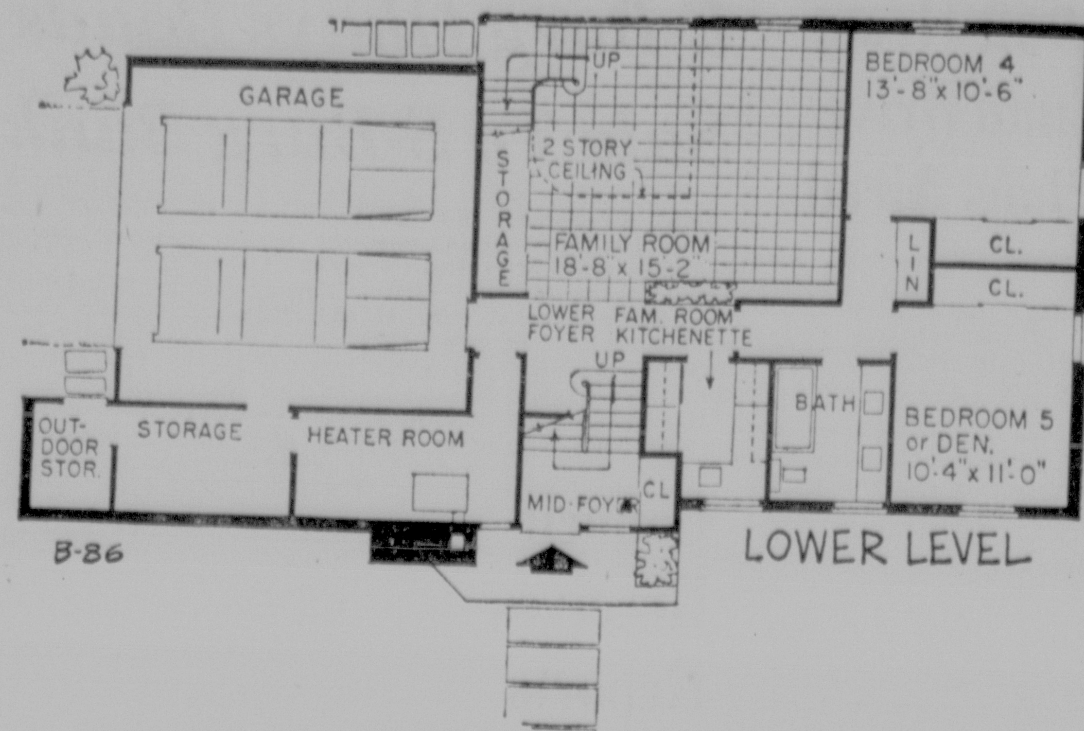 GARAGE
UP
BEDROOM 4
13'-8" x 10'-6"
2 STORY
CEILING
STORAGE
FAMILY ROOM
18'-8" x 15'-2"
LIN
CL.
CL.
LOWER
FOYER
FAM. ROOM
KITCHENETTE
UP
OUT-
DOOR
STOR.
STORAGE
HEATER ROOM
BATH
BEDROOM 5
or DEN.
10'-4" x 11'-0"
MID-FOYER
CL
B-86
LOWER LEVEL